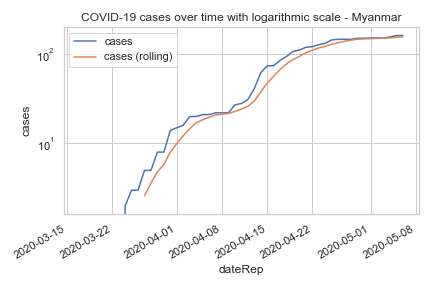 COVID-19 cases over time with logarithmic scale - Myanmar
cases
cases (rolling)
10²
10¹
cases
2020-03-15
2020-03-22
2020-04-01
2020-04-08
2020-04-15
2020-04-22
2020-05-01
2020-05-08
dateRep